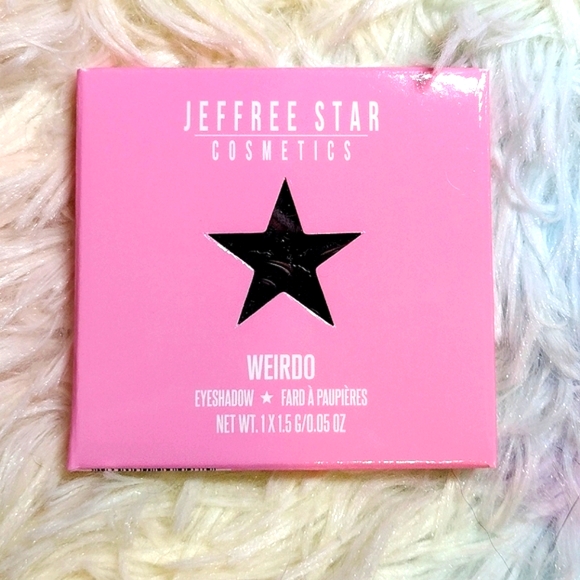 JEFFREE STAR
COSMETICS
WEIRDO
EYESHADOW ★ FARD À PAUPIÈRES
NET WT. 1 X 1.5 G/0.05 OZ